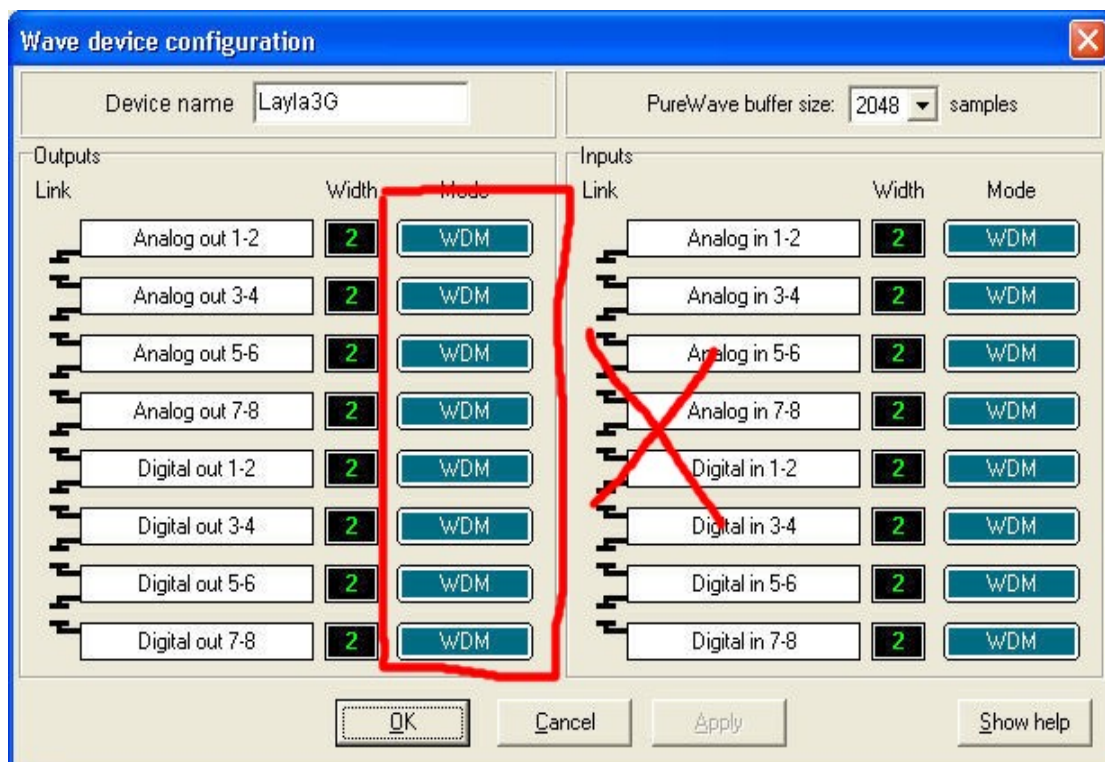 Wave device configuration
Device name Layla3G
PureWave buffer size: 2048 samples
Outputs
Link Width Mode
Analog out 1-2 2 WDM
Analog out 3-4 2 WDM
Analog out 5-6 2 WDM
Analog out 7-8 2 WDM
Digital out 1-2 2 WDM
Digital out 3-4 2 WDM
Digital out 5-6 2 WDM
Digital out 7-8 2 WDM
Inputs
Link Width Mode
Analog in 1-2 2 WDM
Analog in 3-4 2 WDM
Analog in 5-6 2 WDM
Analog in 7-8 2 WDM
Digital in 1-2 2 WDM
Digital in 3-4 2 WDM
Digital in 5-6 2 WDM
Digital in 7-8 2 WDM
OK Cancel Apply Show help